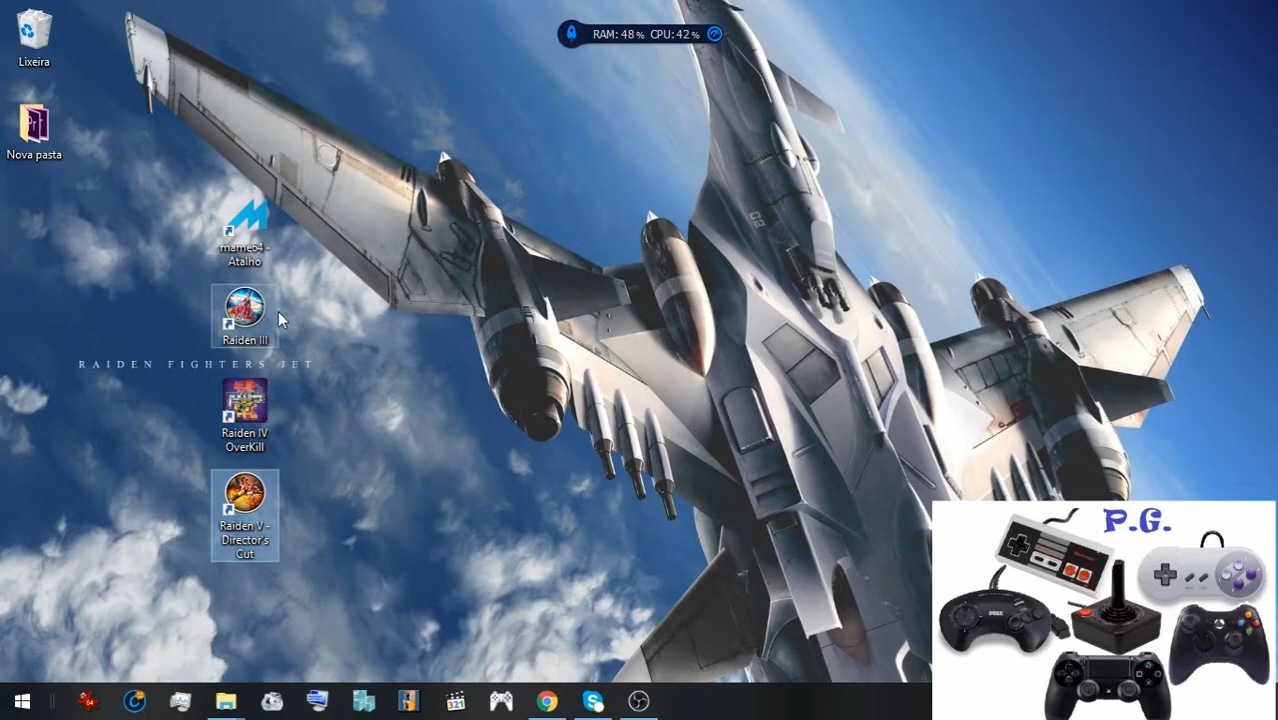 RAM: 48% CPU: 42%
Lixeira
Nova pasta
mame64 -
Atalho
Raiden III
RAIDEN FIGHTERS JET
Raiden IV
OverKill
Raiden V -
Director's
Cut
P.G.